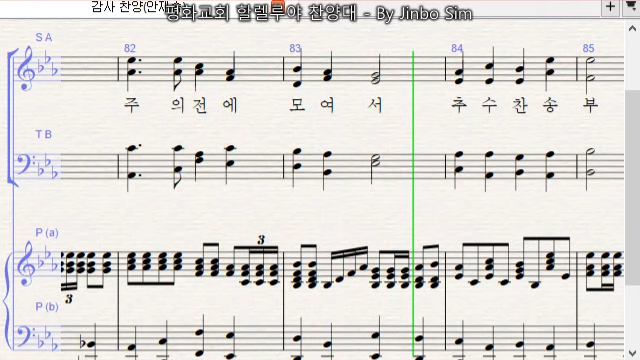 감사 찬양(안재
평화교회 할렐루야 찬양대 - By Jinbo Sim
S A
82 83 84 85
주 의 전 에 모 여 서 추 수 찬 송 부
T B
P (a)
3 3
P (b)